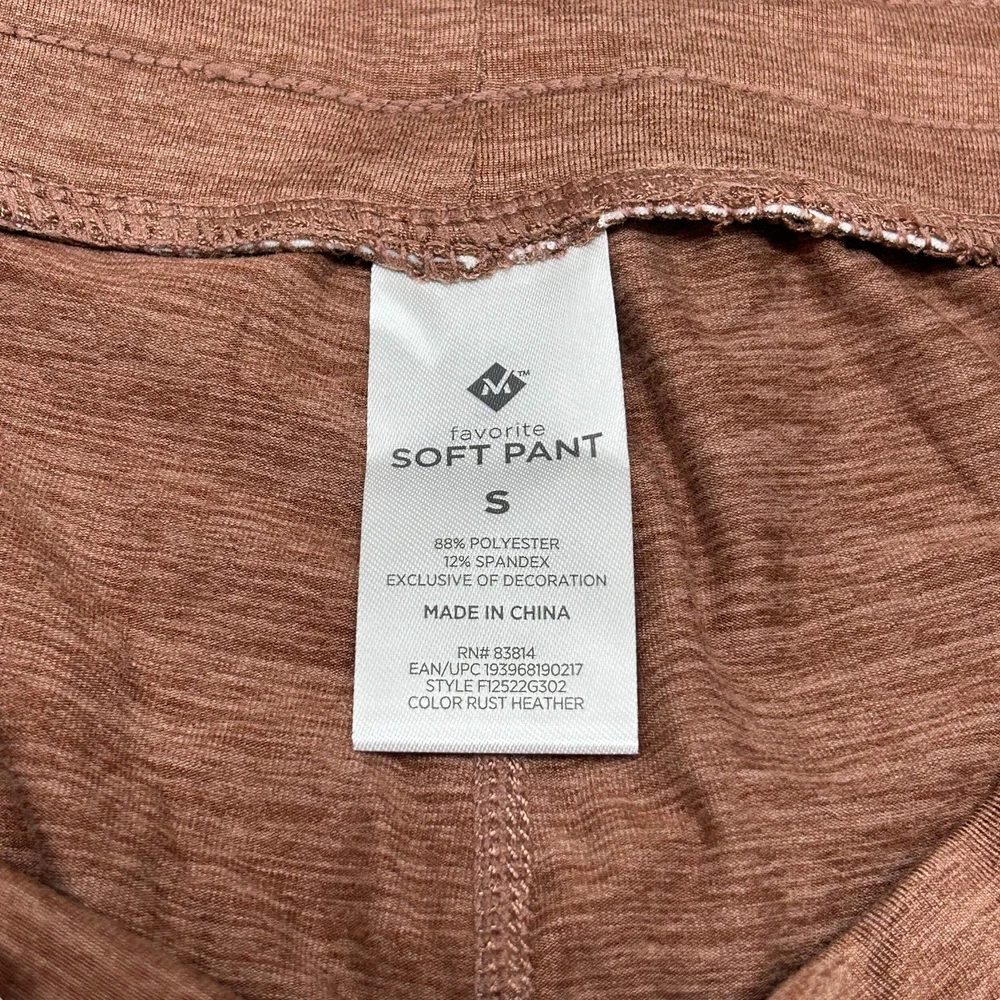 M™
favorite
SOFT PANT
S
88% POLYESTER
12% SPANDEX
EXCLUSIVE OF DECORATION
MADE IN CHINA
RN# 83814
EAN/UPC 193968190217
STYLE F12522G302
COLOR RUST HEATHER